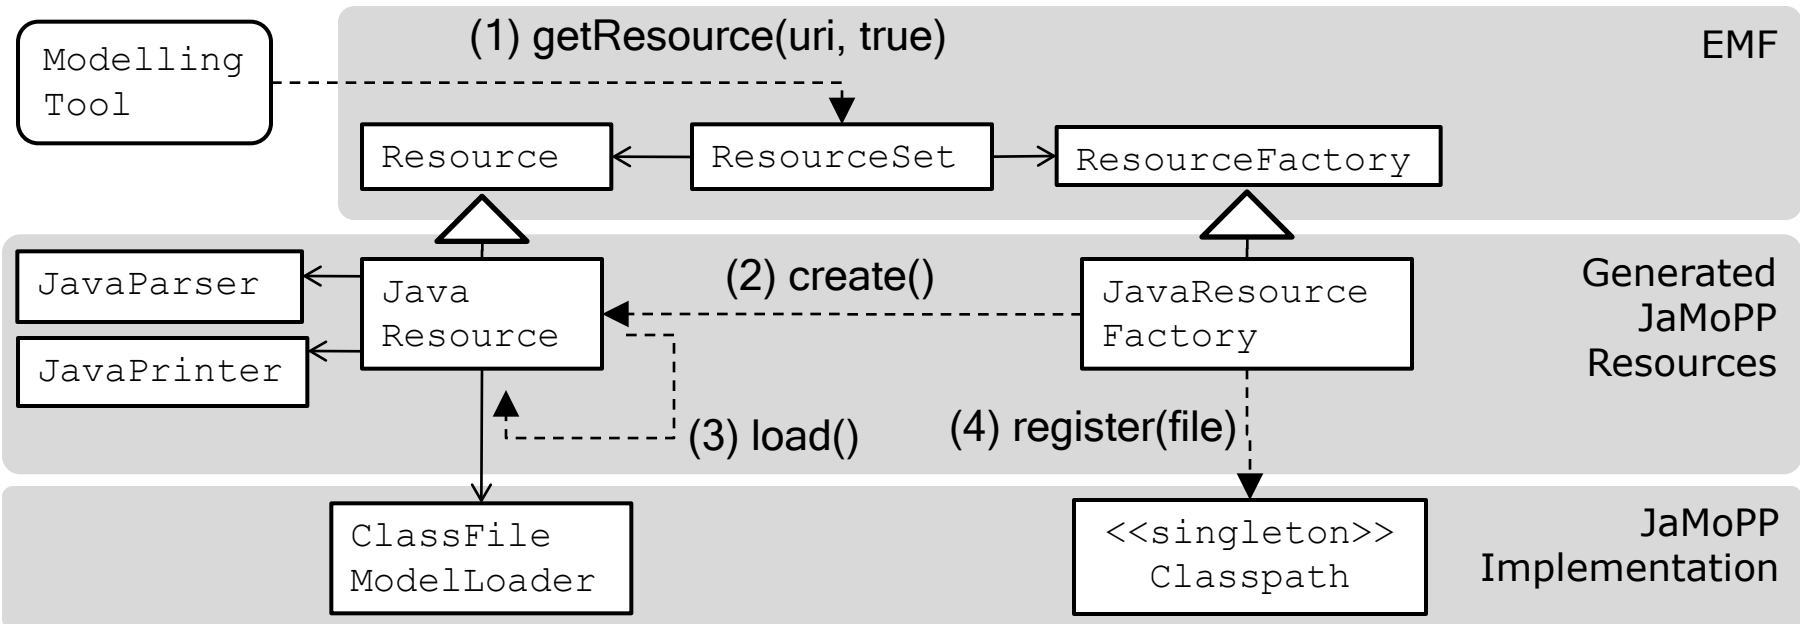 (1) getResource(uri, true)
EMF
Modelling
Tool
Resource
ResourceSet
ResourceFactory
JavaParser
JavaPrinter
Java
Resource
(2) create()
JavaResource
Factory
Generated
JaMoPP
Resources
(3) load()
(4) register(file)
ClassFile
ModelLoader
<<singleton>>
Classpath
JaMoPP
Implementation